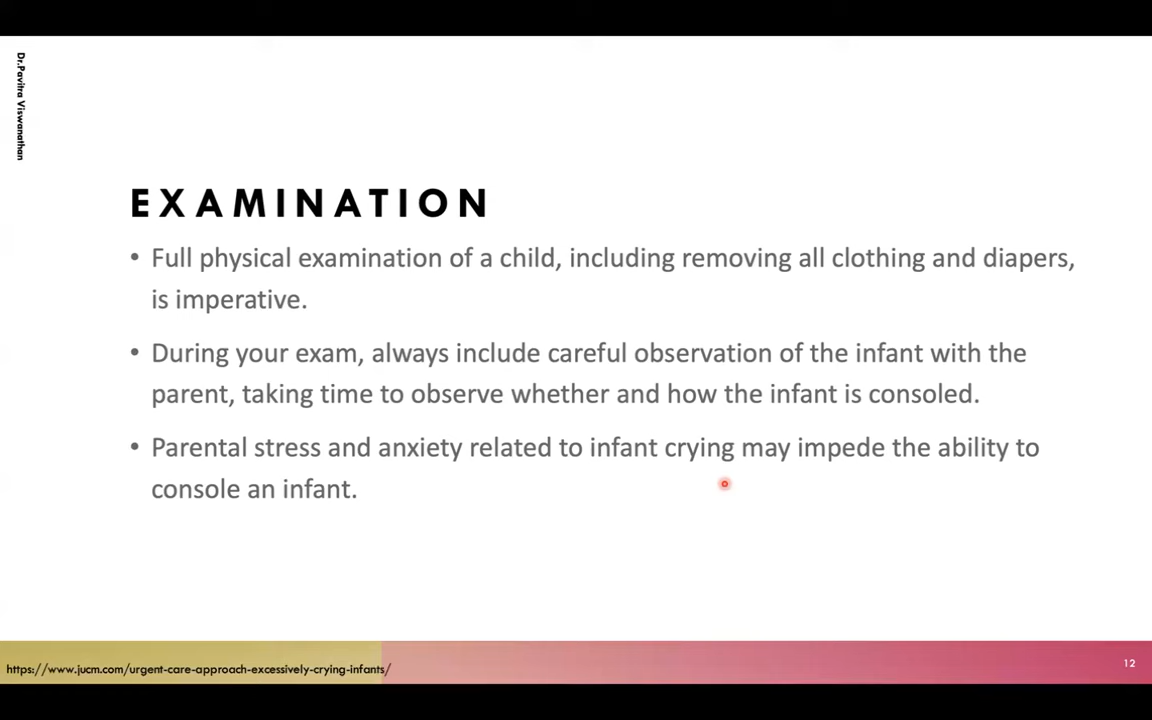 Dr.Pavitra Viswanathan
EXAMINATION
• Full physical examination of a child, including removing all clothing and diapers,
is imperative.
• During your exam, always include careful observation of the infant with the
parent, taking time to observe whether and how the infant is consoled.
• Parental stress and anxiety related to infant crying may impede the ability to
console an infant.
https://www.jucm.com/urgent-care-approach-excessively-crying-infants/
12